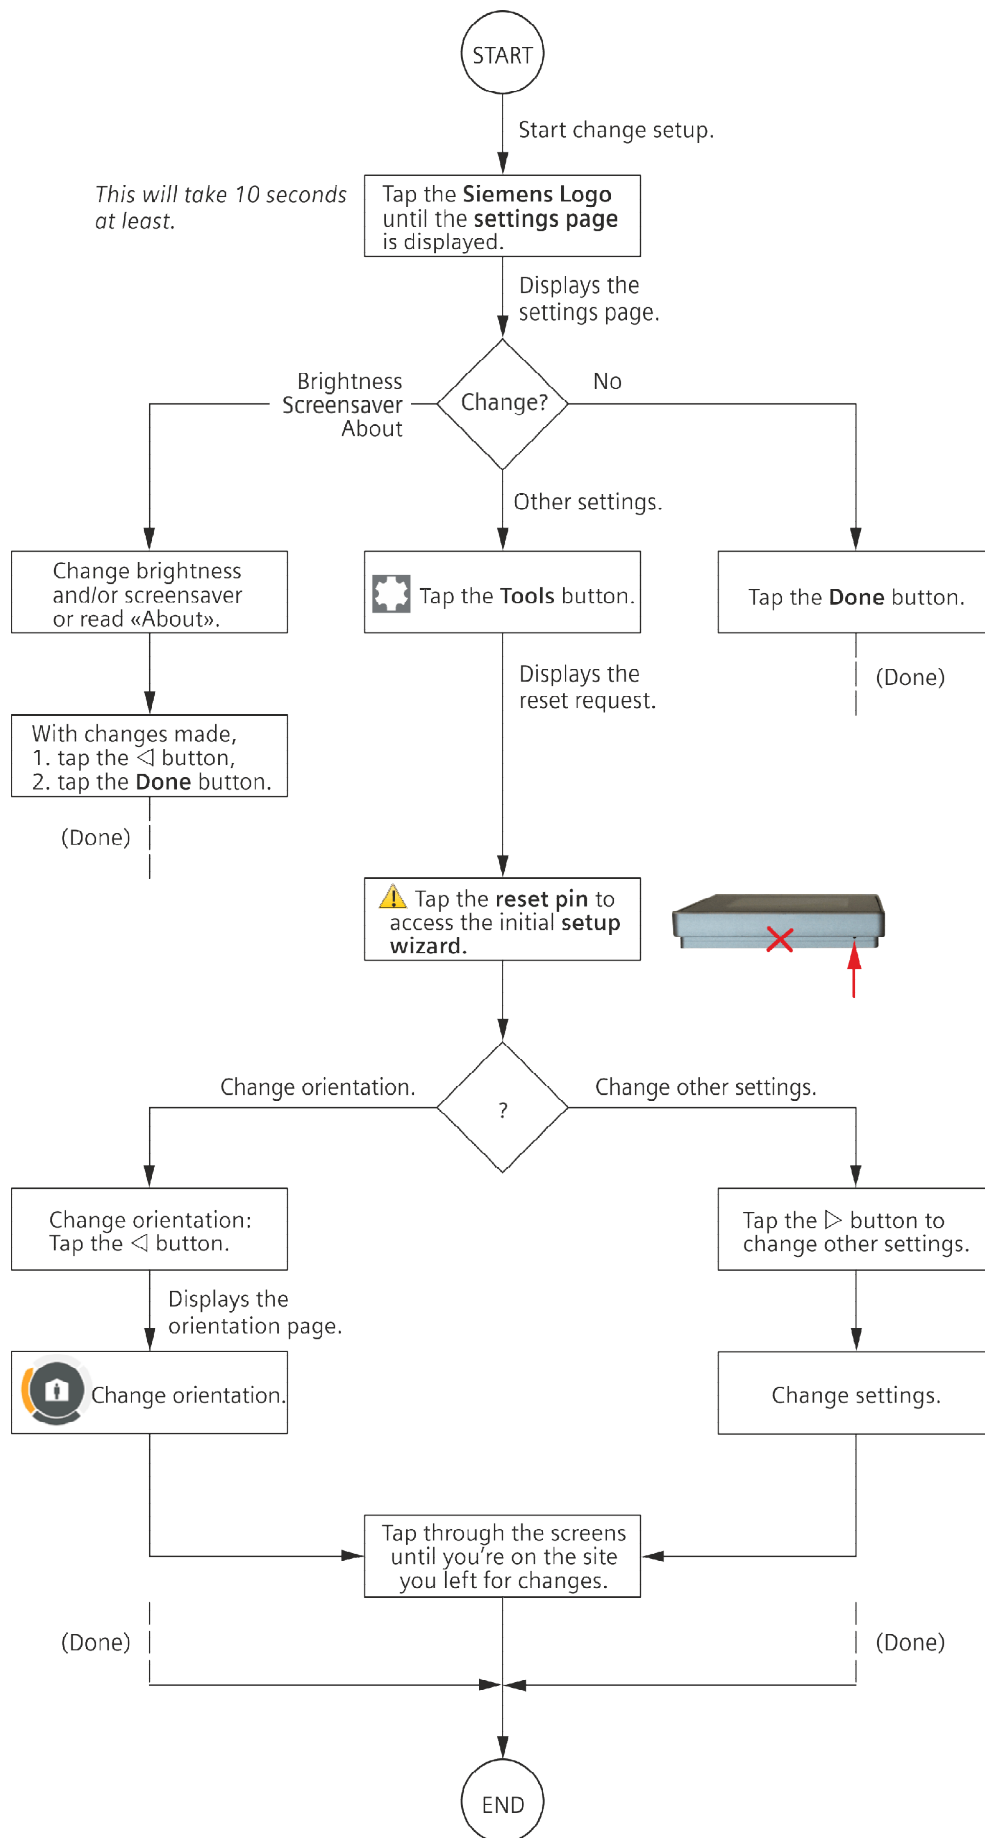 START
Start change setup.
This will take 10 seconds
at least.
Tap the Siemens Logo
until the settings page
is displayed.
Displays the
settings page.
Change?
Brightness
Screensaver
About
No
Other settings.
Change brightness
and/or screensaver
or read «About».
Tap the Tools button.
Tap the Done button.
Displays the
reset request.
(Done)
With changes made,
1. tap the ◁ button,
2. tap the Done button.
(Done)
Tap the reset pin to
access the initial setup
wizard.
?
Change orientation.
Change other settings.
Change orientation:
Tap the ◁ button.
Tap the ▷ button to
change other settings.
Displays the
orientation page.
Change orientation.
Change settings.
Tap through the screens
until you're on the site
you left for changes.
(Done)
(Done)
END